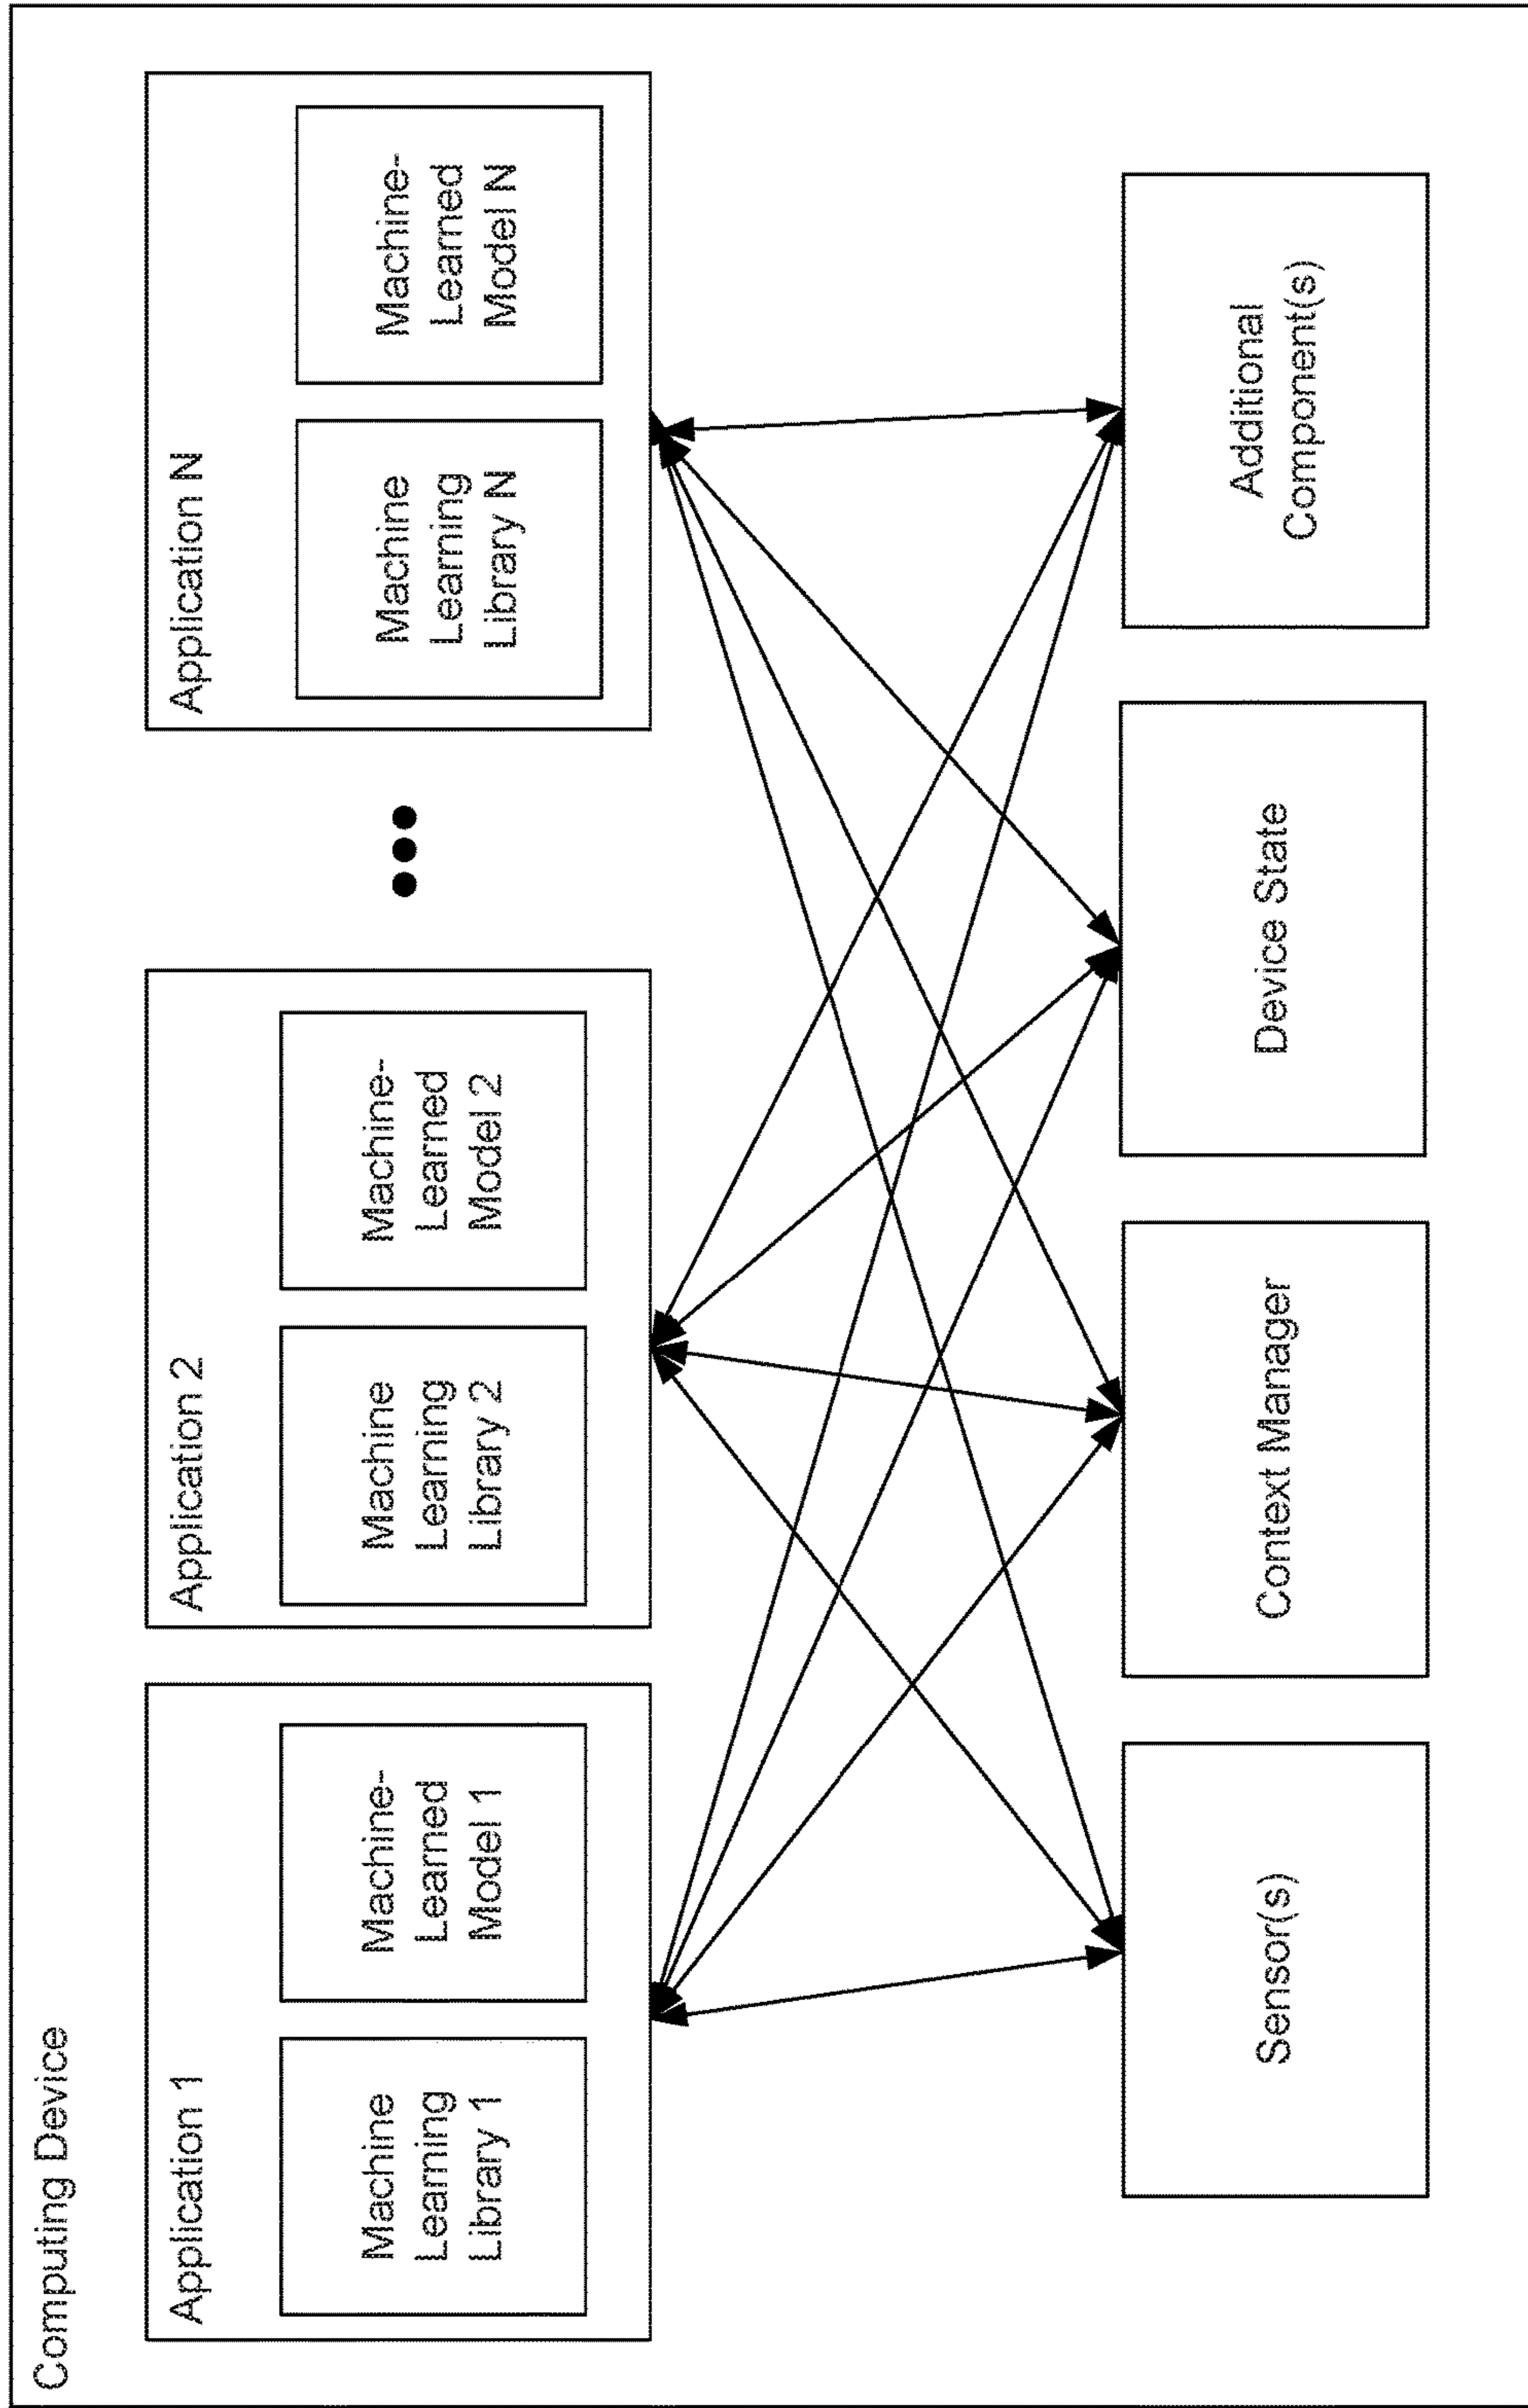 Computing Device
Application 1
Machine
Learning
Library 1
Machine-
Learned
Model 1
Application 2
Machine
Learning
Library 2
Machine-
Learned
Model 2
Application N
Machine
Learning
Library N
Machine-
Learned
Model N
Sensor(s)
Context Manager
Device State
Additional
Component(s)